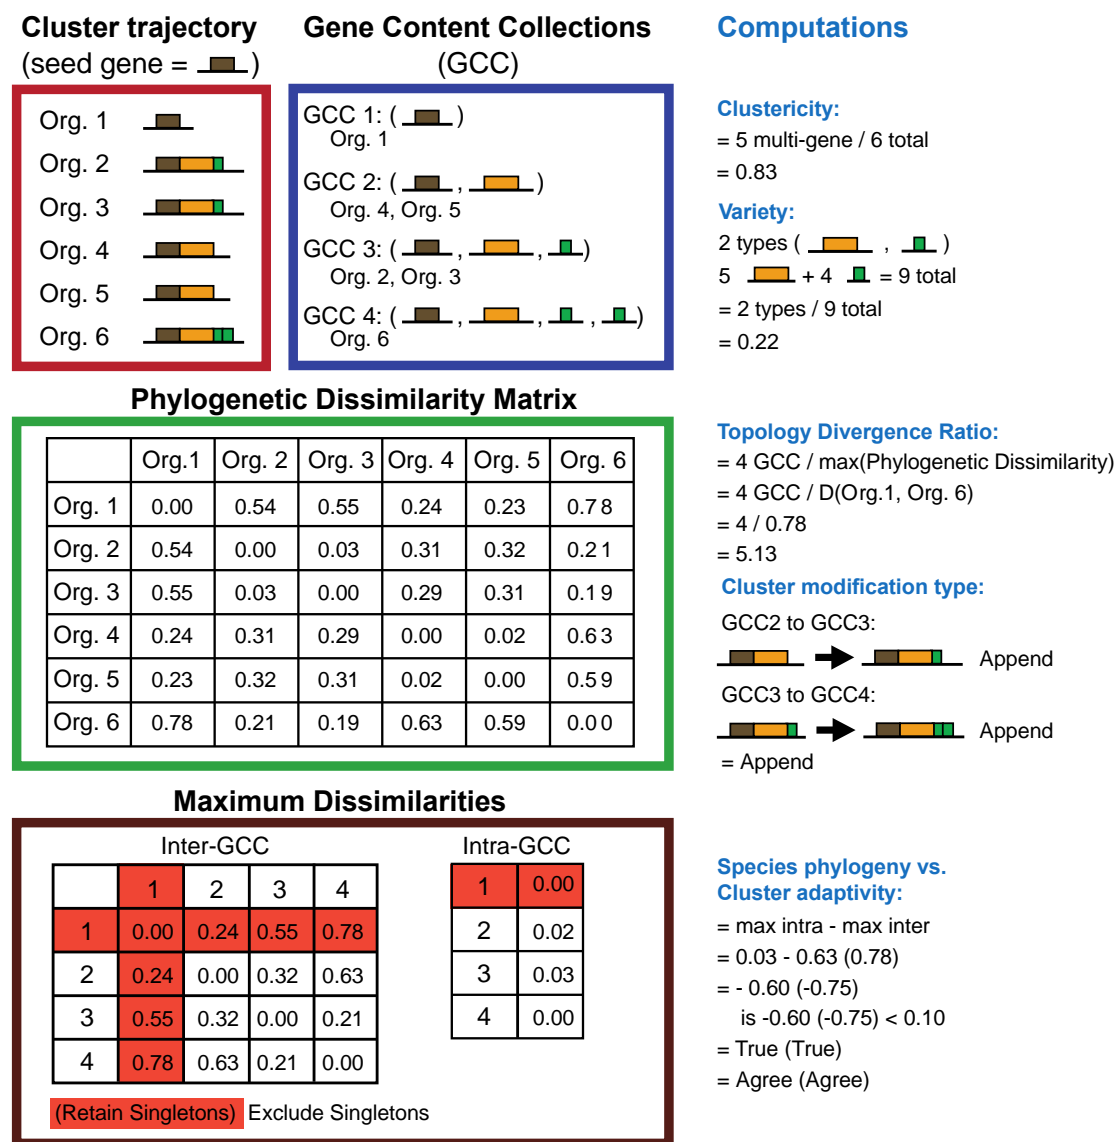 Cluster trajectory
(seed gene = )
Org. 1
Org. 2
Org. 3
Org. 4
Org. 5
Org. 6
Gene Content Collections
(GCC)
GCC 1: ( )
Org. 1
GCC 2: ( , )
Org. 4, Org. 5
GCC 3: ( , , )
Org. 2, Org. 3
GCC 4: ( , , , )
Org. 6
Computations
Clustericity:
= 5 multi-gene / 6 total
= 0.83
Variety:
2 types ( , )
5 + 4 = 9 total
= 2 types / 9 total
= 0.22
Phylogenetic Dissimilarity Matrix
Org.1 Org. 2 Org. 3 Org. 4 Org. 5 Org. 6
Org. 1 0.00 0.54 0.55 0.24 0.23 0.78
Org. 2 0.54 0.00 0.03 0.31 0.32 0.21
Org. 3 0.55 0.03 0.00 0.29 0.31 0.19
Org. 4 0.24 0.31 0.29 0.00 0.02 0.63
Org. 5 0.23 0.32 0.31 0.02 0.00 0.59
Org. 6 0.78 0.21 0.19 0.63 0.59 0.00
Topology Divergence Ratio:
= 4 GCC / max(Phylogenetic Dissimilarity)
= 4 GCC / D(Org.1, Org. 6)
= 4 / 0.78
= 5.13
Cluster modification type:
GCC2 to GCC3:
Append
GCC3 to GCC4:
Append
= Append
Maximum Dissimilarities
Inter-GCC
1 2 3 4
1 0.00 0.24 0.55 0.78
2 0.24 0.00 0.32 0.63
3 0.55 0.32 0.00 0.21
4 0.78 0.63 0.21 0.00
(Retain Singletons) Exclude Singletons
Intra-GCC
1 0.00
2 0.02
3 0.03
4 0.00
Species phylogeny vs.
Cluster adaptivity:
= max intra - max inter
= 0.03 - 0.63 (0.78)
= - 0.60 (-0.75)
is -0.60 (-0.75) < 0.10
= True (True)
= Agree (Agree)